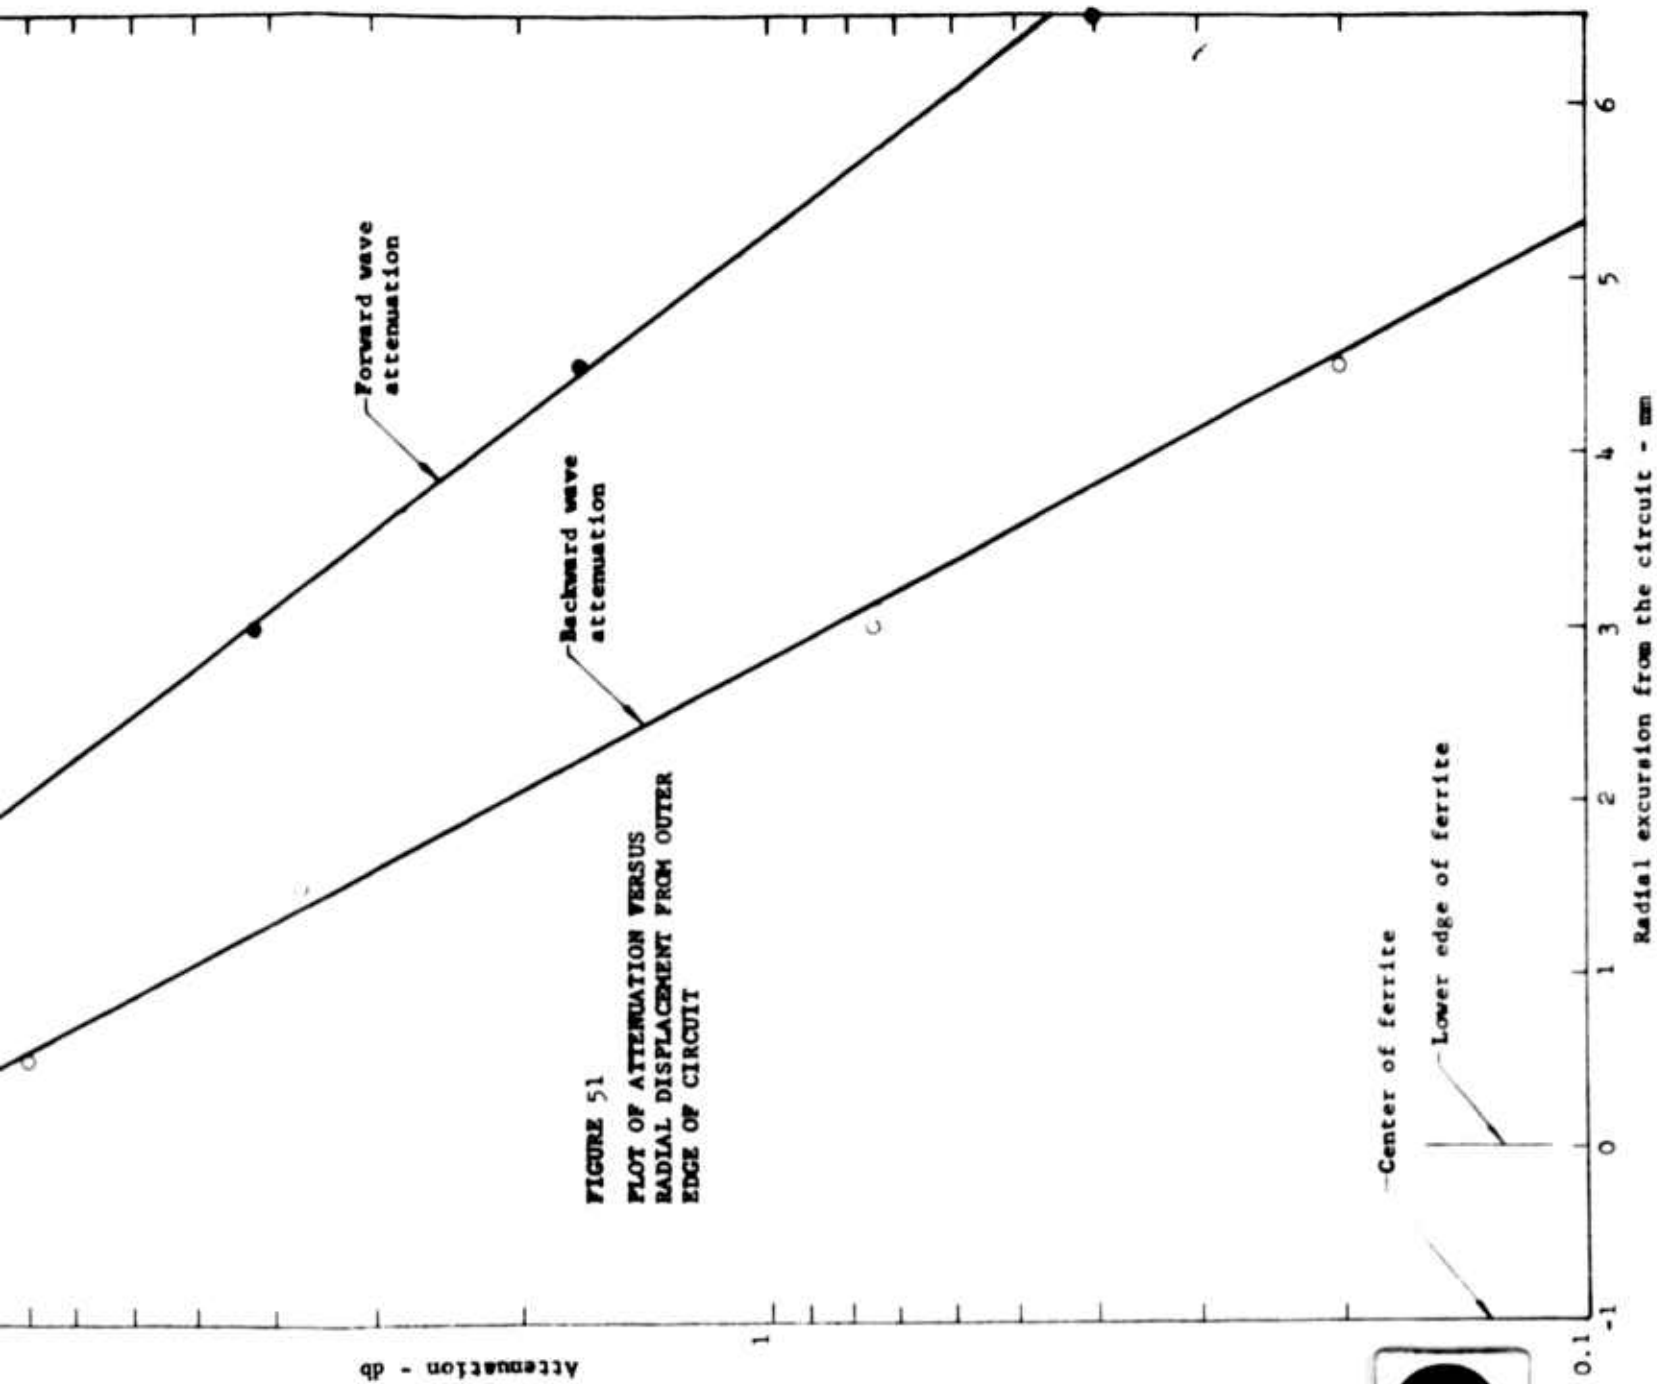 Forward wave
attenuation
Backward wave
attenuation
FIGURE 51
PLOT OF ATTENUATION VERSUS
RADIAL DISPLACEMENT FROM OUTER
EDGE OF CIRCUIT
Center of ferrite
Lower edge of ferrite
Attenuation - db
1
0.1
-1 0 1 2 3 4 5 6
Radial excursion from the circuit - mm